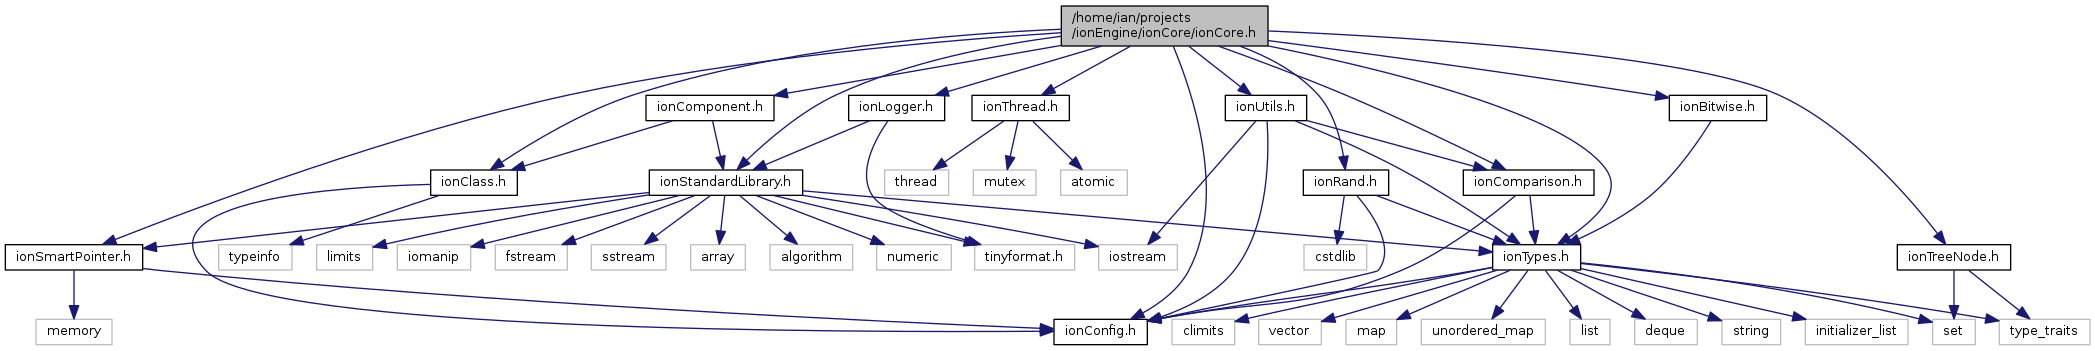 /home/ian/projects
/ionEngine/ionCore/ionCore.h
ionComponent.h
ionLogger.h
ionThread.h
ionUtils.h
ionBitwise.h
ionClass.h
ionStandardLibrary.h
thread
mutex
atomic
ionRand.h
ionComparison.h
ionSmartPointer.h
typeinfo
limits
iomanip
fstream
sstream
array
algorithm
numeric
tinyformat.h
iostream
cstdlib
ionTypes.h
ionTreeNode.h
memory
ionConfig.h
climits
vector
map
unordered_map
list
deque
string
initializer_list
set
type_traits